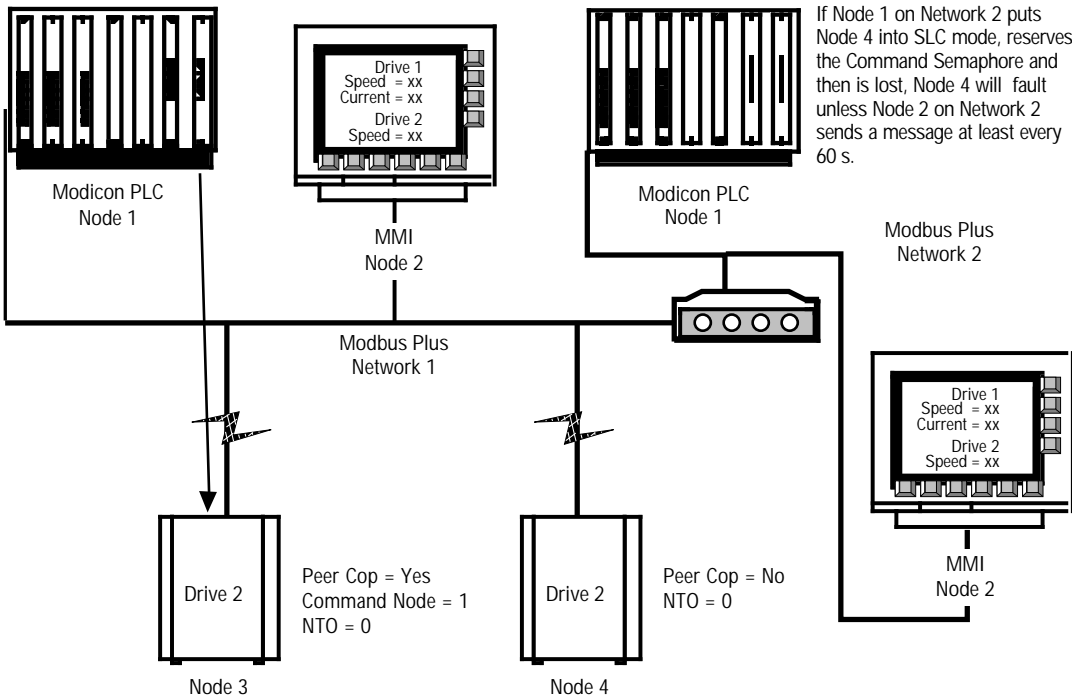 If Node 1 on Network 2 puts
Node 4 into SLC mode, reserves
the Command Semaphore and
then is lost, Node 4 will fault
unless Node 2 on Network 2
sends a message at least every
60 s.
Drive 1
Speed = xx
Current = xx
Drive 2
Speed = xx
Modicon PLC
Node 1
MMI
Node 2
Modicon PLC
Node 1
Modbus Plus
Network 2
Modbus Plus
Network 1
Drive 1
Speed = xx
Current = xx
Drive 2
Speed = xx
MMI
Node 2
Drive 2
Peer Cop = Yes
Command Node = 1
NTO = 0
Node 3
Drive 2
Peer Cop = No
NTO = 0
Node 4